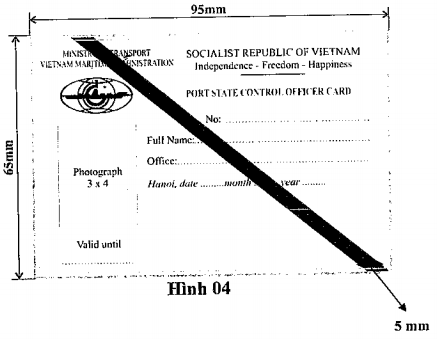 95mm
65mm
MINISTRY TRANSPORT
VIETNAM MARITIME ADMINISTRATION
SOCIALIST REPUBLIC OF VIETNAM
Independence - Freedom - Happiness
PORT STATE CONTROL OFFICER CARD
No:
Full Name:
Office:
Hanoi, date ......... month ...... year .........
Photograph
3 x 4
Valid until
Hình 04
5 mm